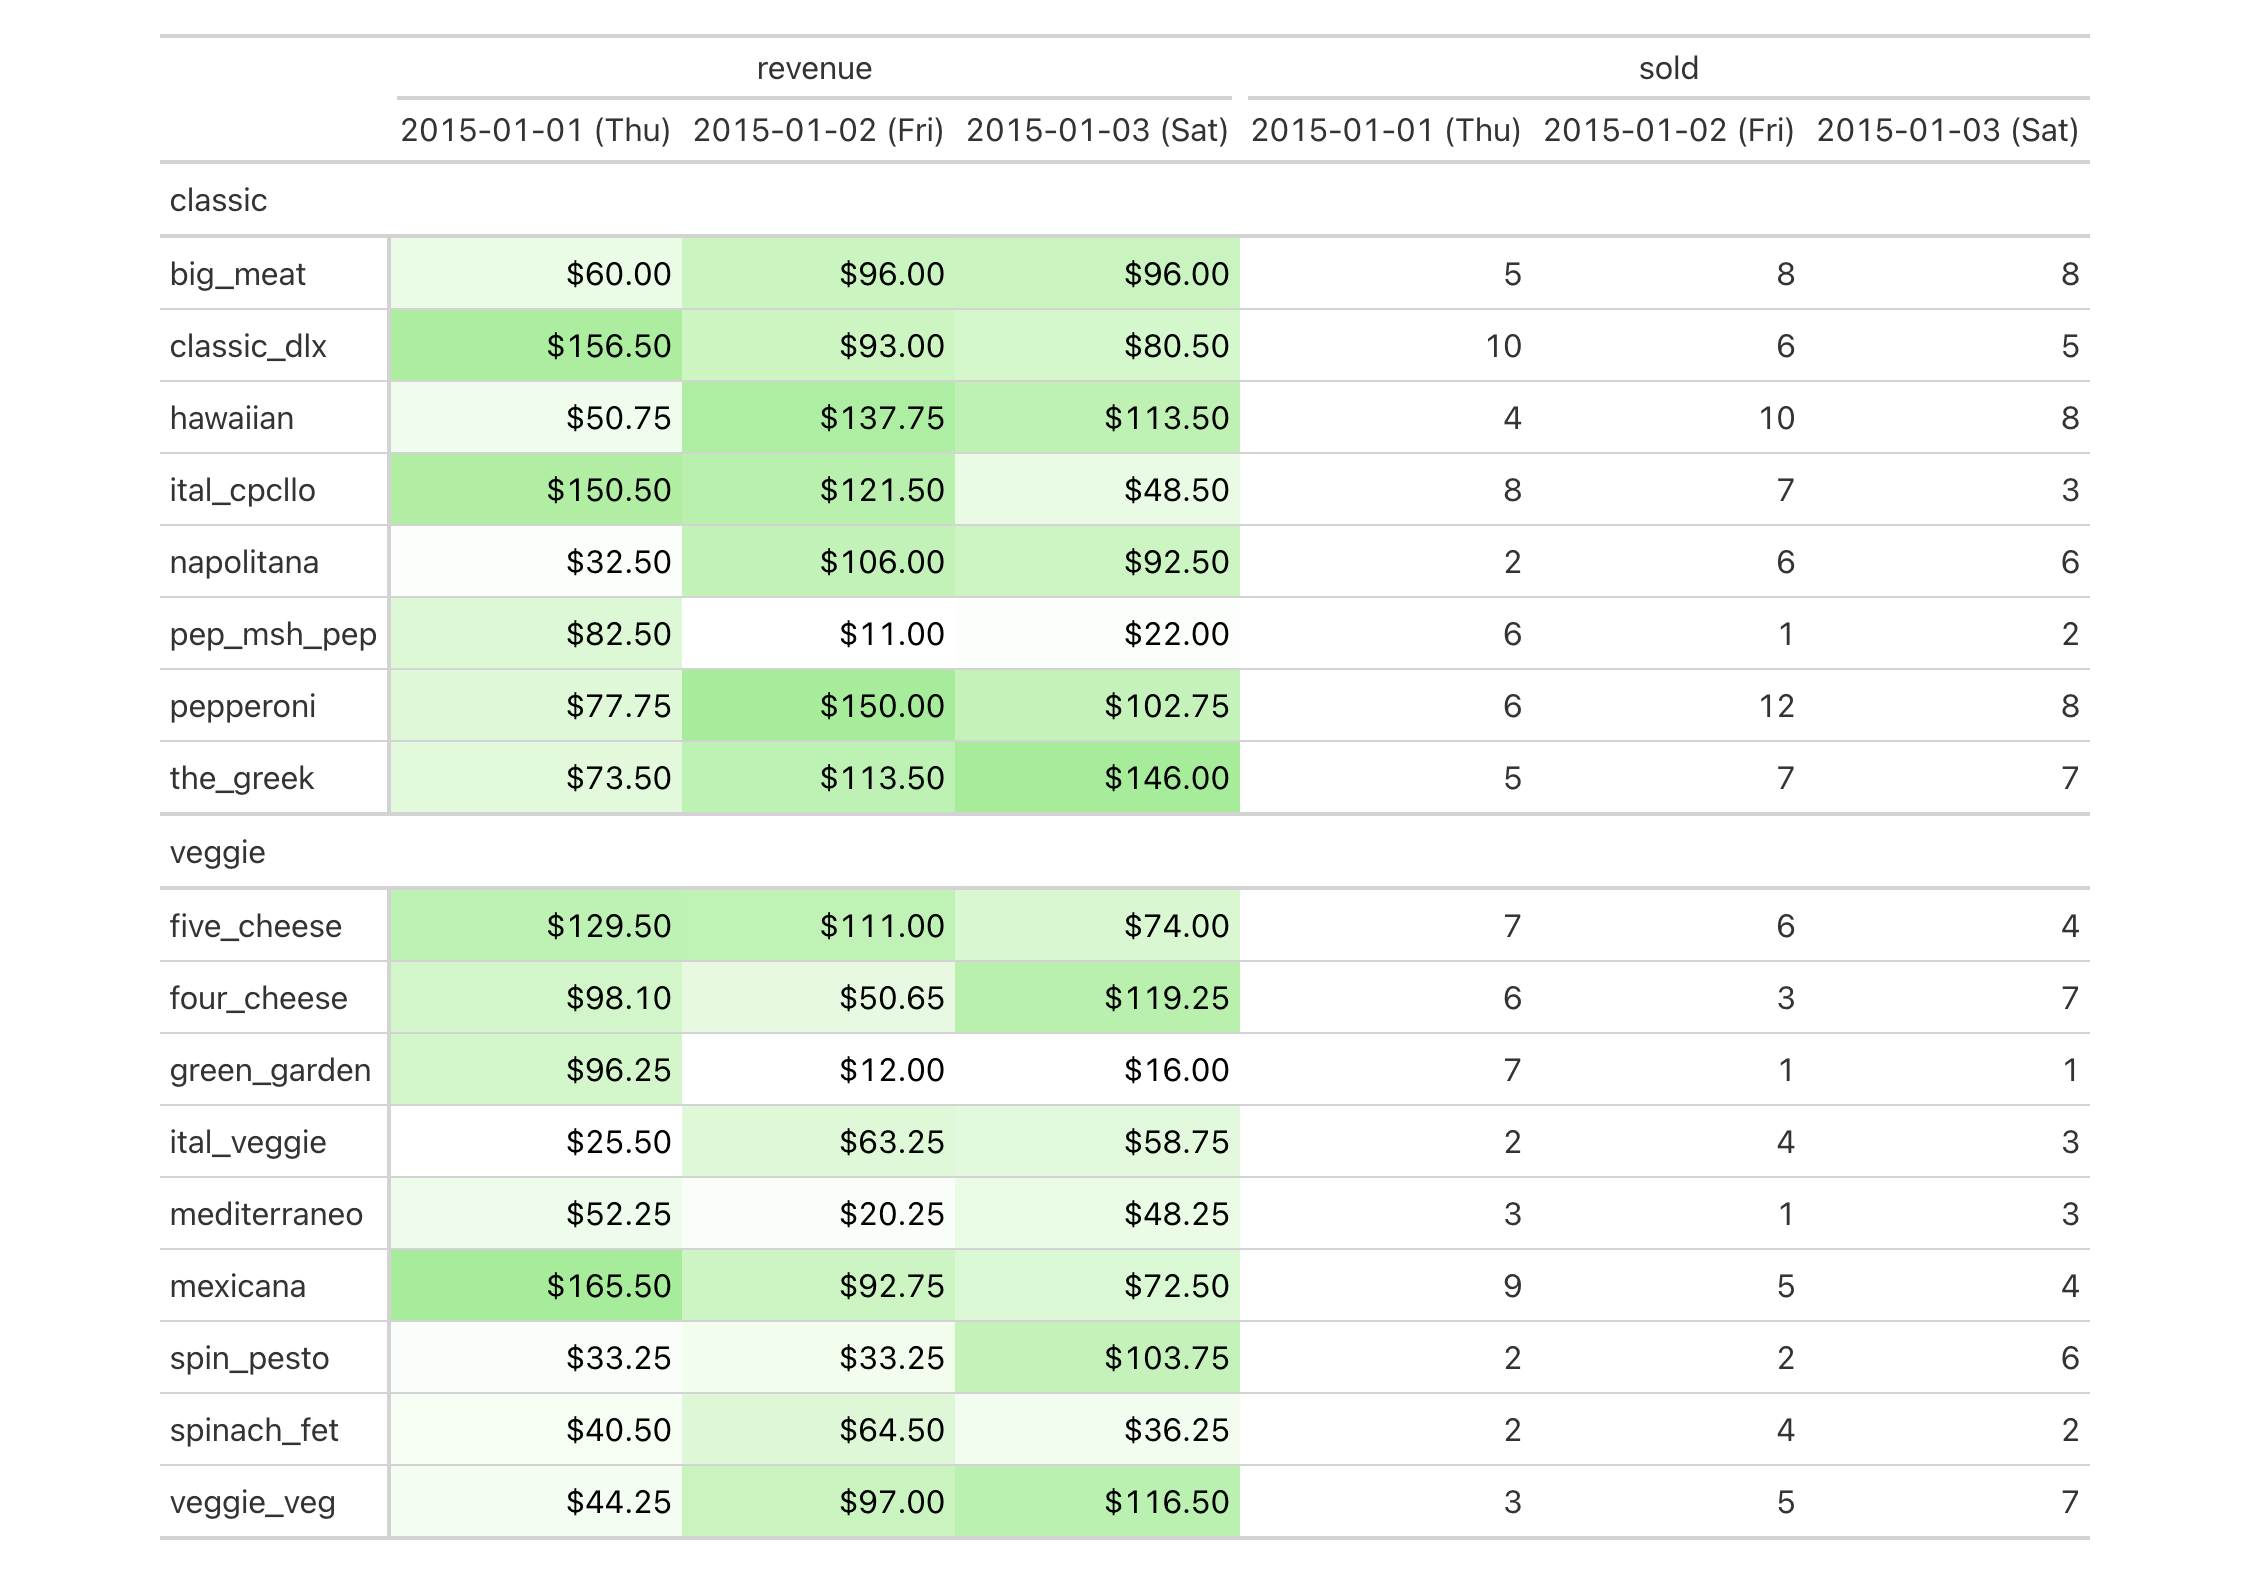 revenue sold
2015-01-01 (Thu) 2015-01-02 (Fri) 2015-01-03 (Sat) 2015-01-01 (Thu) 2015-01-02 (Fri) 2015-01-03 (Sat)
classic
big_meat $60.00 $96.00 $96.00 5 8 8
classic_dlx $156.50 $93.00 $80.50 10 6 5
hawaiian $50.75 $137.75 $113.50 4 10 8
ital_cpcllo $150.50 $121.50 $48.50 8 7 3
napolitana $32.50 $106.00 $92.50 2 6 6
pep_msh_pep $82.50 $11.00 $22.00 6 1 2
pepperoni $77.75 $150.00 $102.75 6 12 8
the_greek $73.50 $113.50 $146.00 5 7 7
veggie
five_cheese $129.50 $111.00 $74.00 7 6 4
four_cheese $98.10 $50.65 $119.25 6 3 7
green_garden $96.25 $12.00 $16.00 7 1 1
ital_veggie $25.50 $63.25 $58.75 2 4 3
mediterraneo $52.25 $20.25 $48.25 3 1 3
mexicana $165.50 $92.75 $72.50 9 5 4
spin_pesto $33.25 $33.25 $103.75 2 2 6
spinach_fet $40.50 $64.50 $36.25 2 4 2
veggie_veg $44.25 $97.00 $116.50 3 5 7